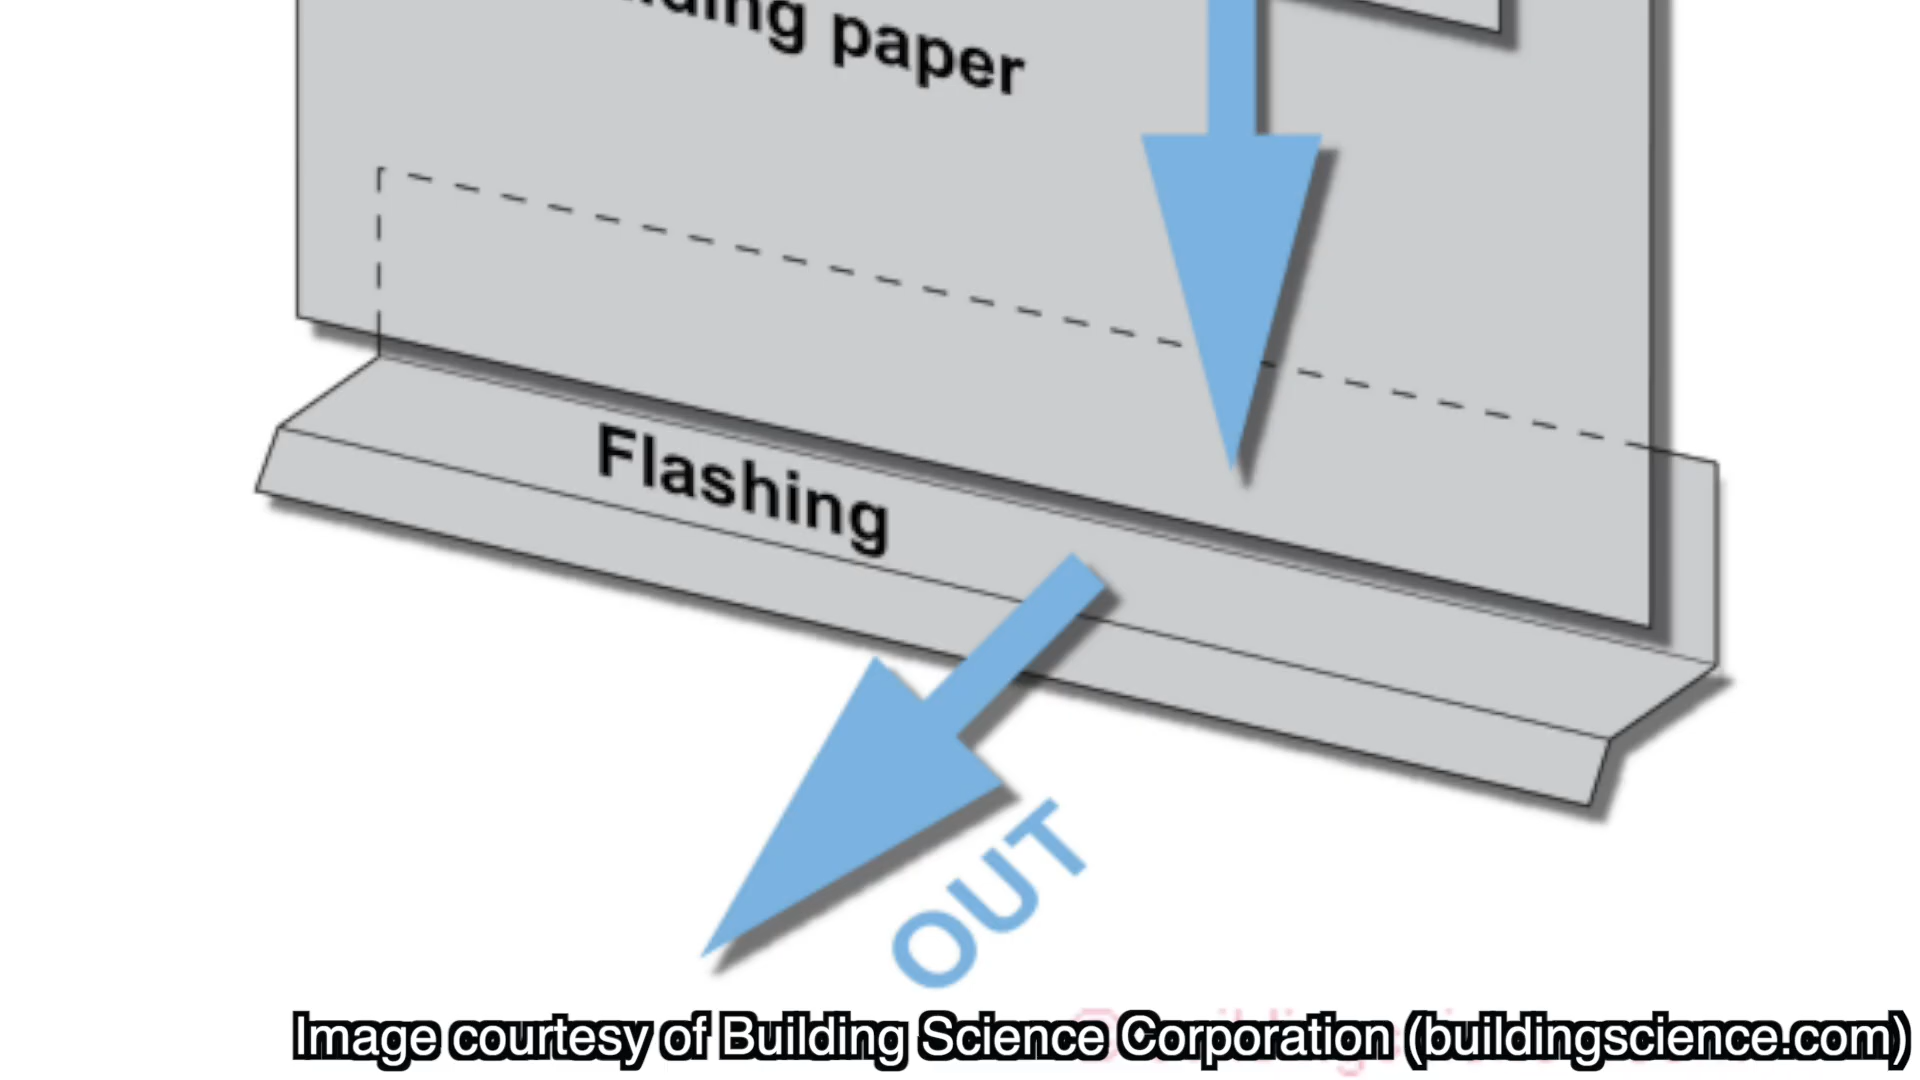 paper
Flashing
OUT
Image courtesy of Building Science Corporation (buildingscience.com)